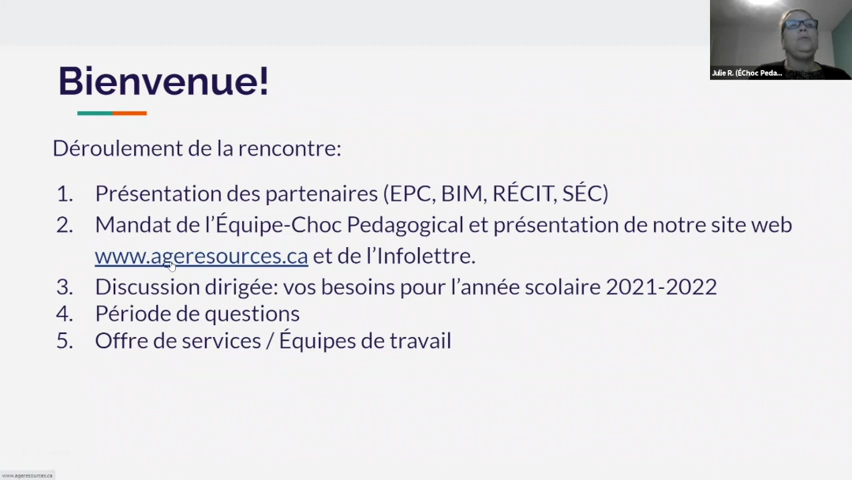 Bienvenue!
Julie R. (ÉChoc Peda...
Déroulement de la rencontre:
1. Présentation des partenaires (EPC, BIM, RÉCIT, SÉC)
2. Mandat de l’Équipe-Choc Pedagogical et présentation de notre site web
www.ageresources.ca et de l’Infolettre.
3. Discussion dirigée: vos besoins pour l’année scolaire 2021-2022
4. Période de questions
5. Offre de services / Équipes de travail
www.ageresources.ca